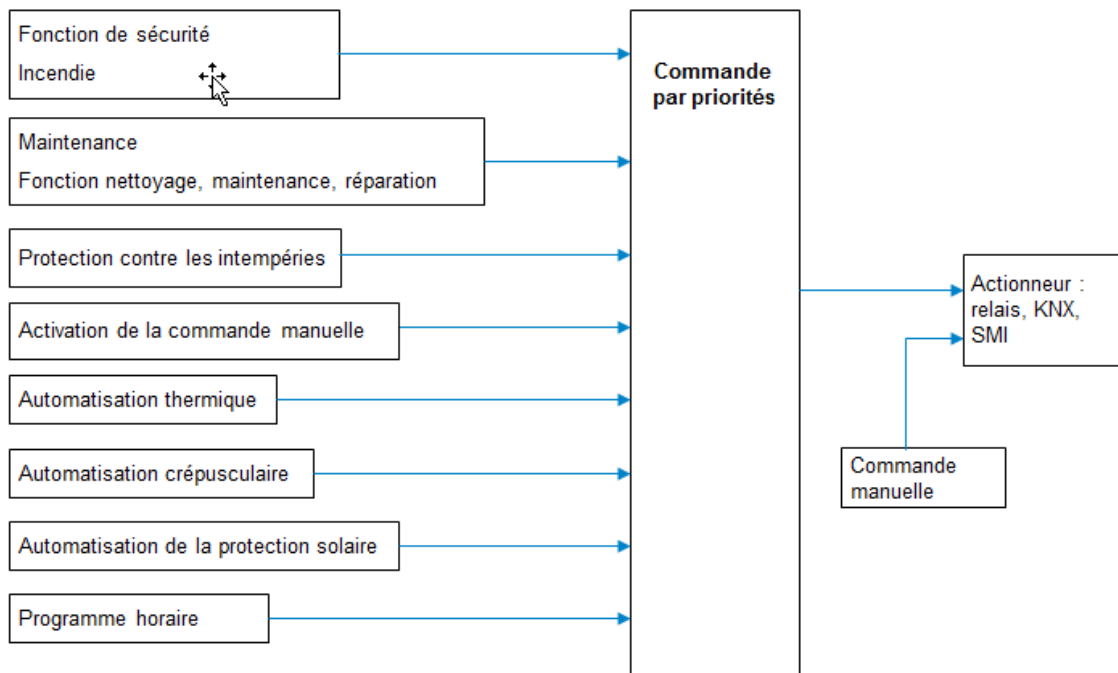 Fonction de sécurité
Incendie
Maintenance
Fonction nettoyage, maintenance, réparation
Protection contre les intempéries
Activation de la commande manuelle
Automatisation thermique
Automatisation crépusculaire
Automatisation de la protection solaire
Programme horaire
Commande
par priorités
Actionneur :
relais, KNX,
SMI
Commande
manuelle